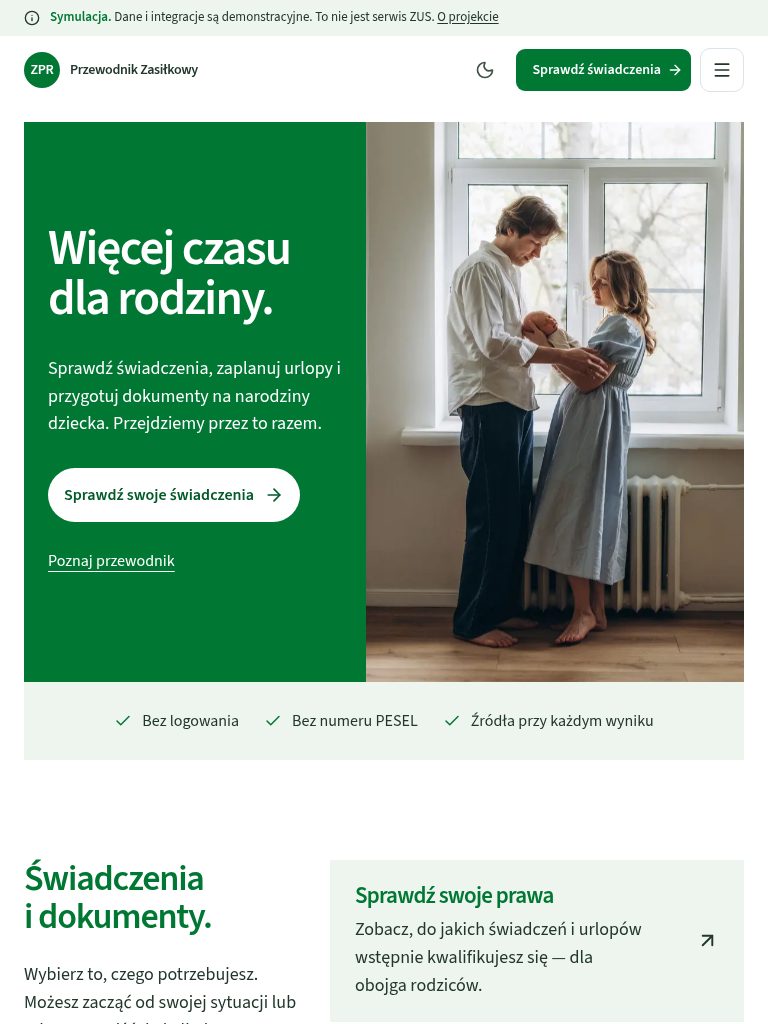 Symulacja. Dane i integracje są demonstracyjne. To nie jest serwis ZUS. O projekcie
ZPR Przewodnik Zasiłkowy
Sprawdź świadczenia
Więcej czasu
dla rodziny.
Sprawdź świadczenia, zaplanuj urlopy i
przygotuj dokumenty na narodziny
dziecka. Przejdziemy przez to razem.
Sprawdź swoje świadczenia
Poznaj przewodnik
Bez logowania
Bez numeru PESEL
Źródła przy każdym wyniku
Świadczenia
i dokumenty.
Wybierz to, czego potrzebujesz.
Możesz zacząć od swojej sytuacji lub
Sprawdź swoje prawa
Zobacz, do jakich świadczeń i urlopów
wstępnie kwalifikujesz się — dla
obojga rodziców.